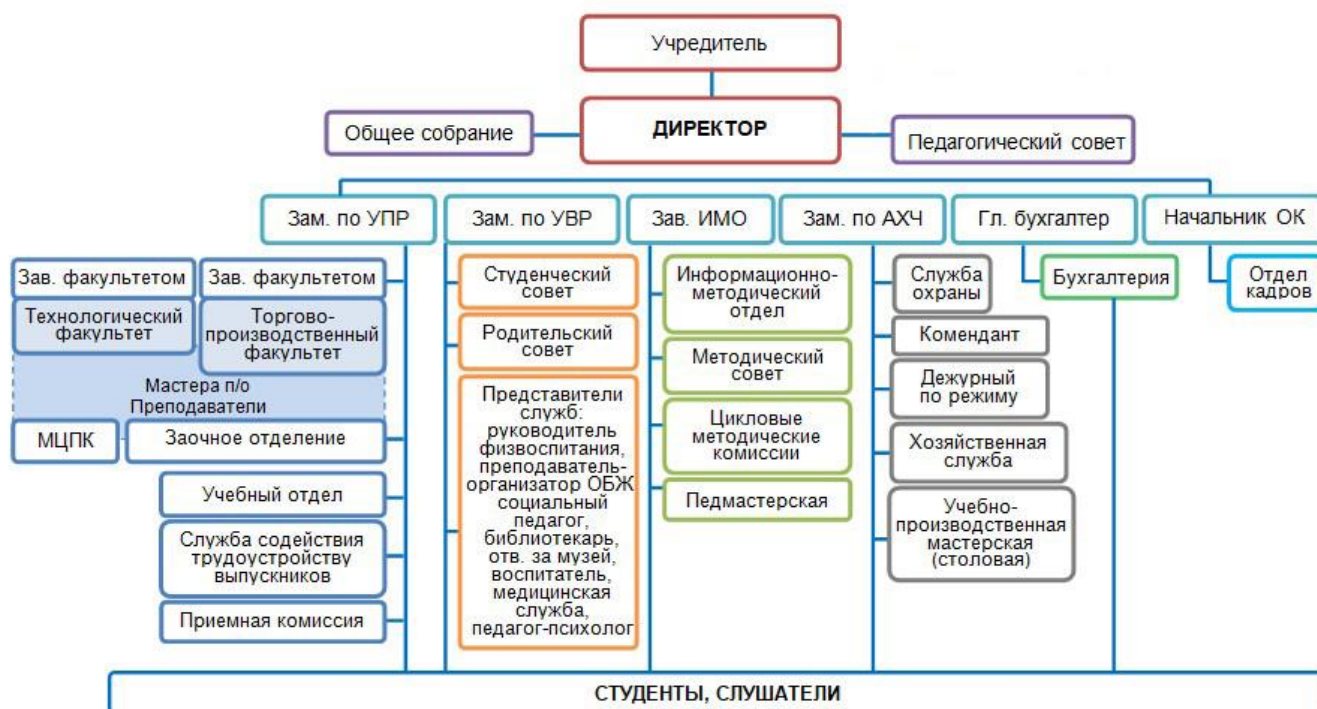 Учредитель
Общее собрание
ДИРЕКТОР
Педагогический совет
Зам. по УПР
Зам. по УВР
Зав. ИМО
Зам. по АХЧ
Гл. бухгалтер
Начальник ОК
Зав. факультетом
Зав. факультетом
Технологический
факультет
Торгово-
производственный
факультет
Мастера п/о
Преподаватели
МЦПК
Заочное отделение
Учебный отдел
Служба содействия
трудоустройству
выпускников
Приемная комиссия
Студенческий
совет
Родительский
совет
Представители
служб:
руководитель
физвоспитания,
преподаватель-
организатор ОБЖ
социальный
педагог,
библиотекарь,
отв. за музей,
воспитатель,
медицинская
служба,
педагог-психолог
Информационно-
методический
отдел
Методический
совет
Цикловые
методические
комиссии
Педмастерская
Служба
охраны
Комендант
Дежурный
по режиму
Хозяйственная
служба
Учебно-
производственная
мастерская
(столовая)
Бухгалтерия
Отдел
кадров
СТУДЕНТЫ, СЛУШАТЕЛИ